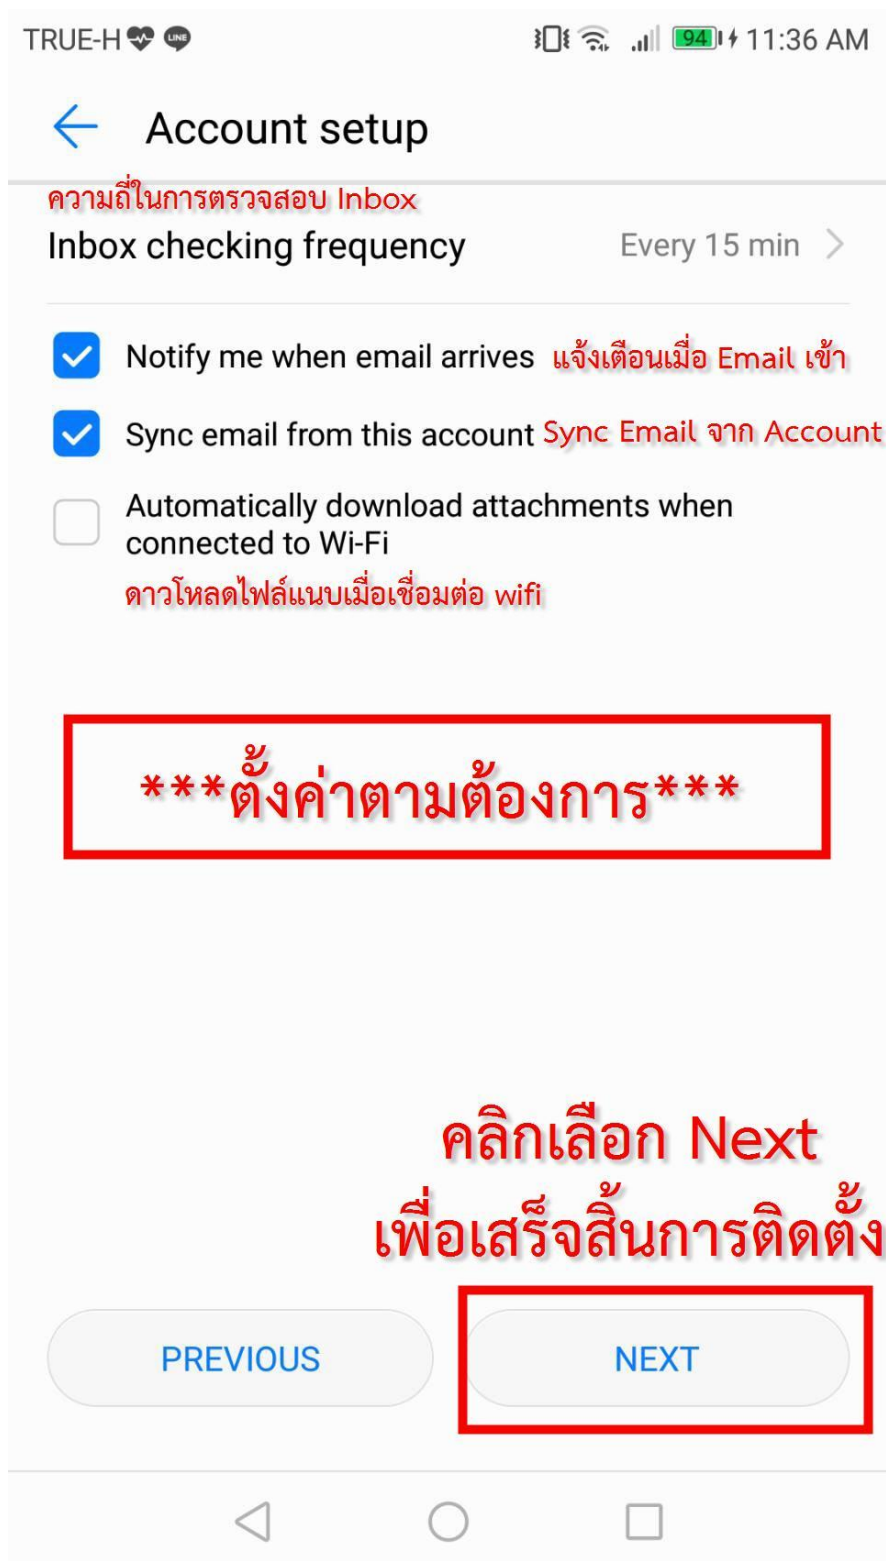 TRUE-H LINE 94 11:36 AM
Account setup
ความถี่ในการตรวจสอบ Inbox
Inbox checking frequency Every 15 min
Notify me when email arrives แจ้งเตือนเมื่อ Email เข้า
Sync email from this account Sync Email จาก Account
Automatically download attachments when
connected to Wi-Fi
ดาวโหลดไฟล์แนบเมื่อเชื่อมต่อ wifi
***ตั้งค่าตามต้องการ***
คลิกเลือก Next
เพื่อเสร็จสิ้นการติดตั้ง
PREVIOUS NEXT